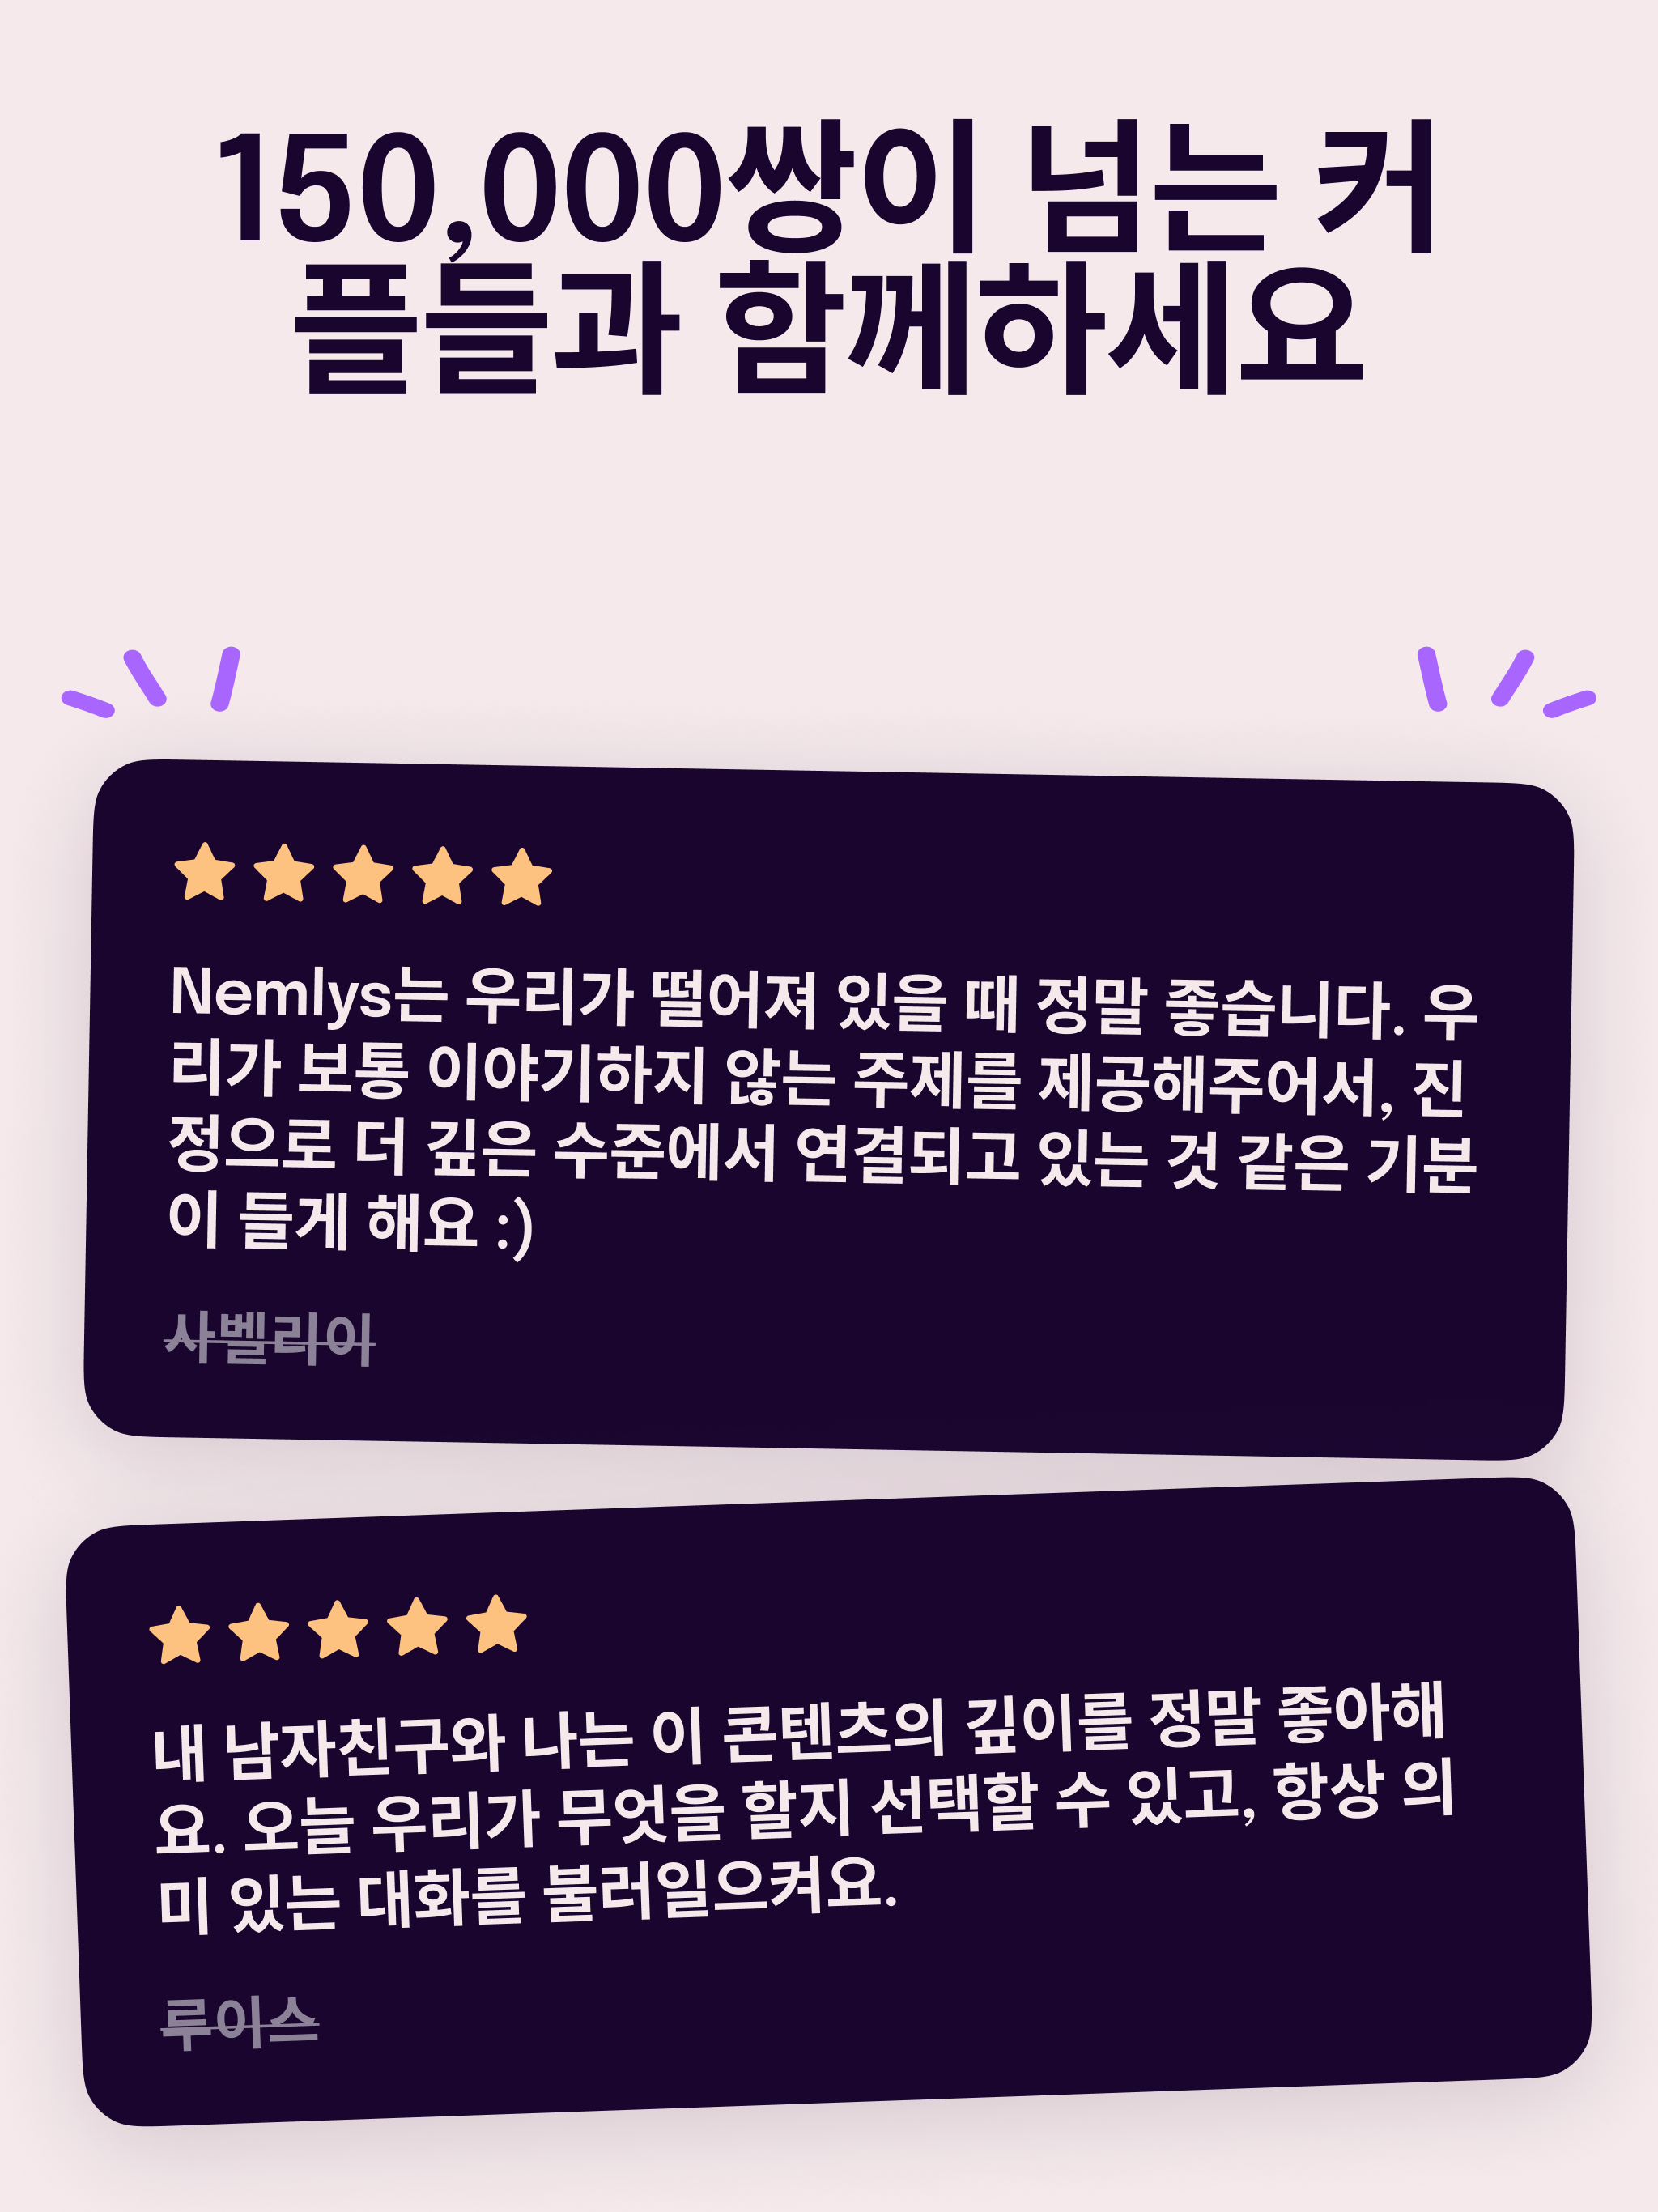 150,000쌍이 넘는 커
플들과 함께하세요
Nemlys는 우리가 떨어져 있을 때 정말 좋습니다. 우
리가 보통 이야기하지 않는 주제를 제공해주어서, 진
정으로 더 깊은 수준에서 연결되고 있는 것 같은 기분
이 들게 해요 :)
사벨리아
내 남자친구와 나는 이 콘텐츠의 깊이를 정말 좋아해
요. 오늘 우리가 무엇을 할지 선택할 수 있고, 항상 의
미 있는 대화를 불러일으켜요.
루이스